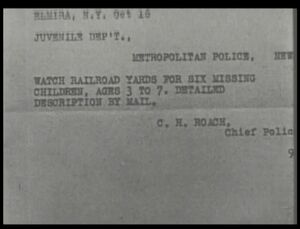 ELMIRA, N.Y. Oct 16
JUVENILE DEP'T.,
METROPOLITAN POLICE, NEW
WATCH RAILROAD YARDS FOR SIX MISSING
CHILDREN, AGES 3 TO 7. DETAILED
DESCRIPTION BY MAIL.
C. H. ROACH,
Chief Polic
9